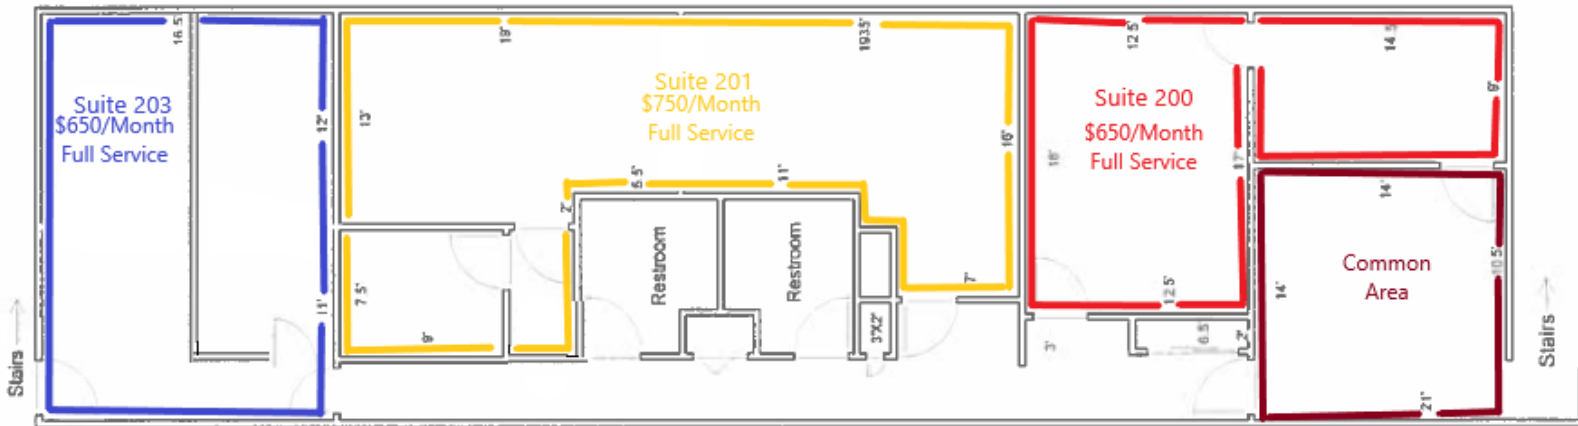 16.5'
19'
1935'
12.5'
14.5'
Suite 203
$650/Month
Full Service
12'
13'
Suite 201
$750/Month
Full Service
16'
Suite 200
$650/Month
Full Service
18'
17'
9'
5.5'
11'
2'
14'
Restroom
Restroom
7'
7.5'
9'
11'
3'X2'
12.5'
3'
6.5'
2'
Common
Area
14'
10.5'
21'
Stairs
Stairs